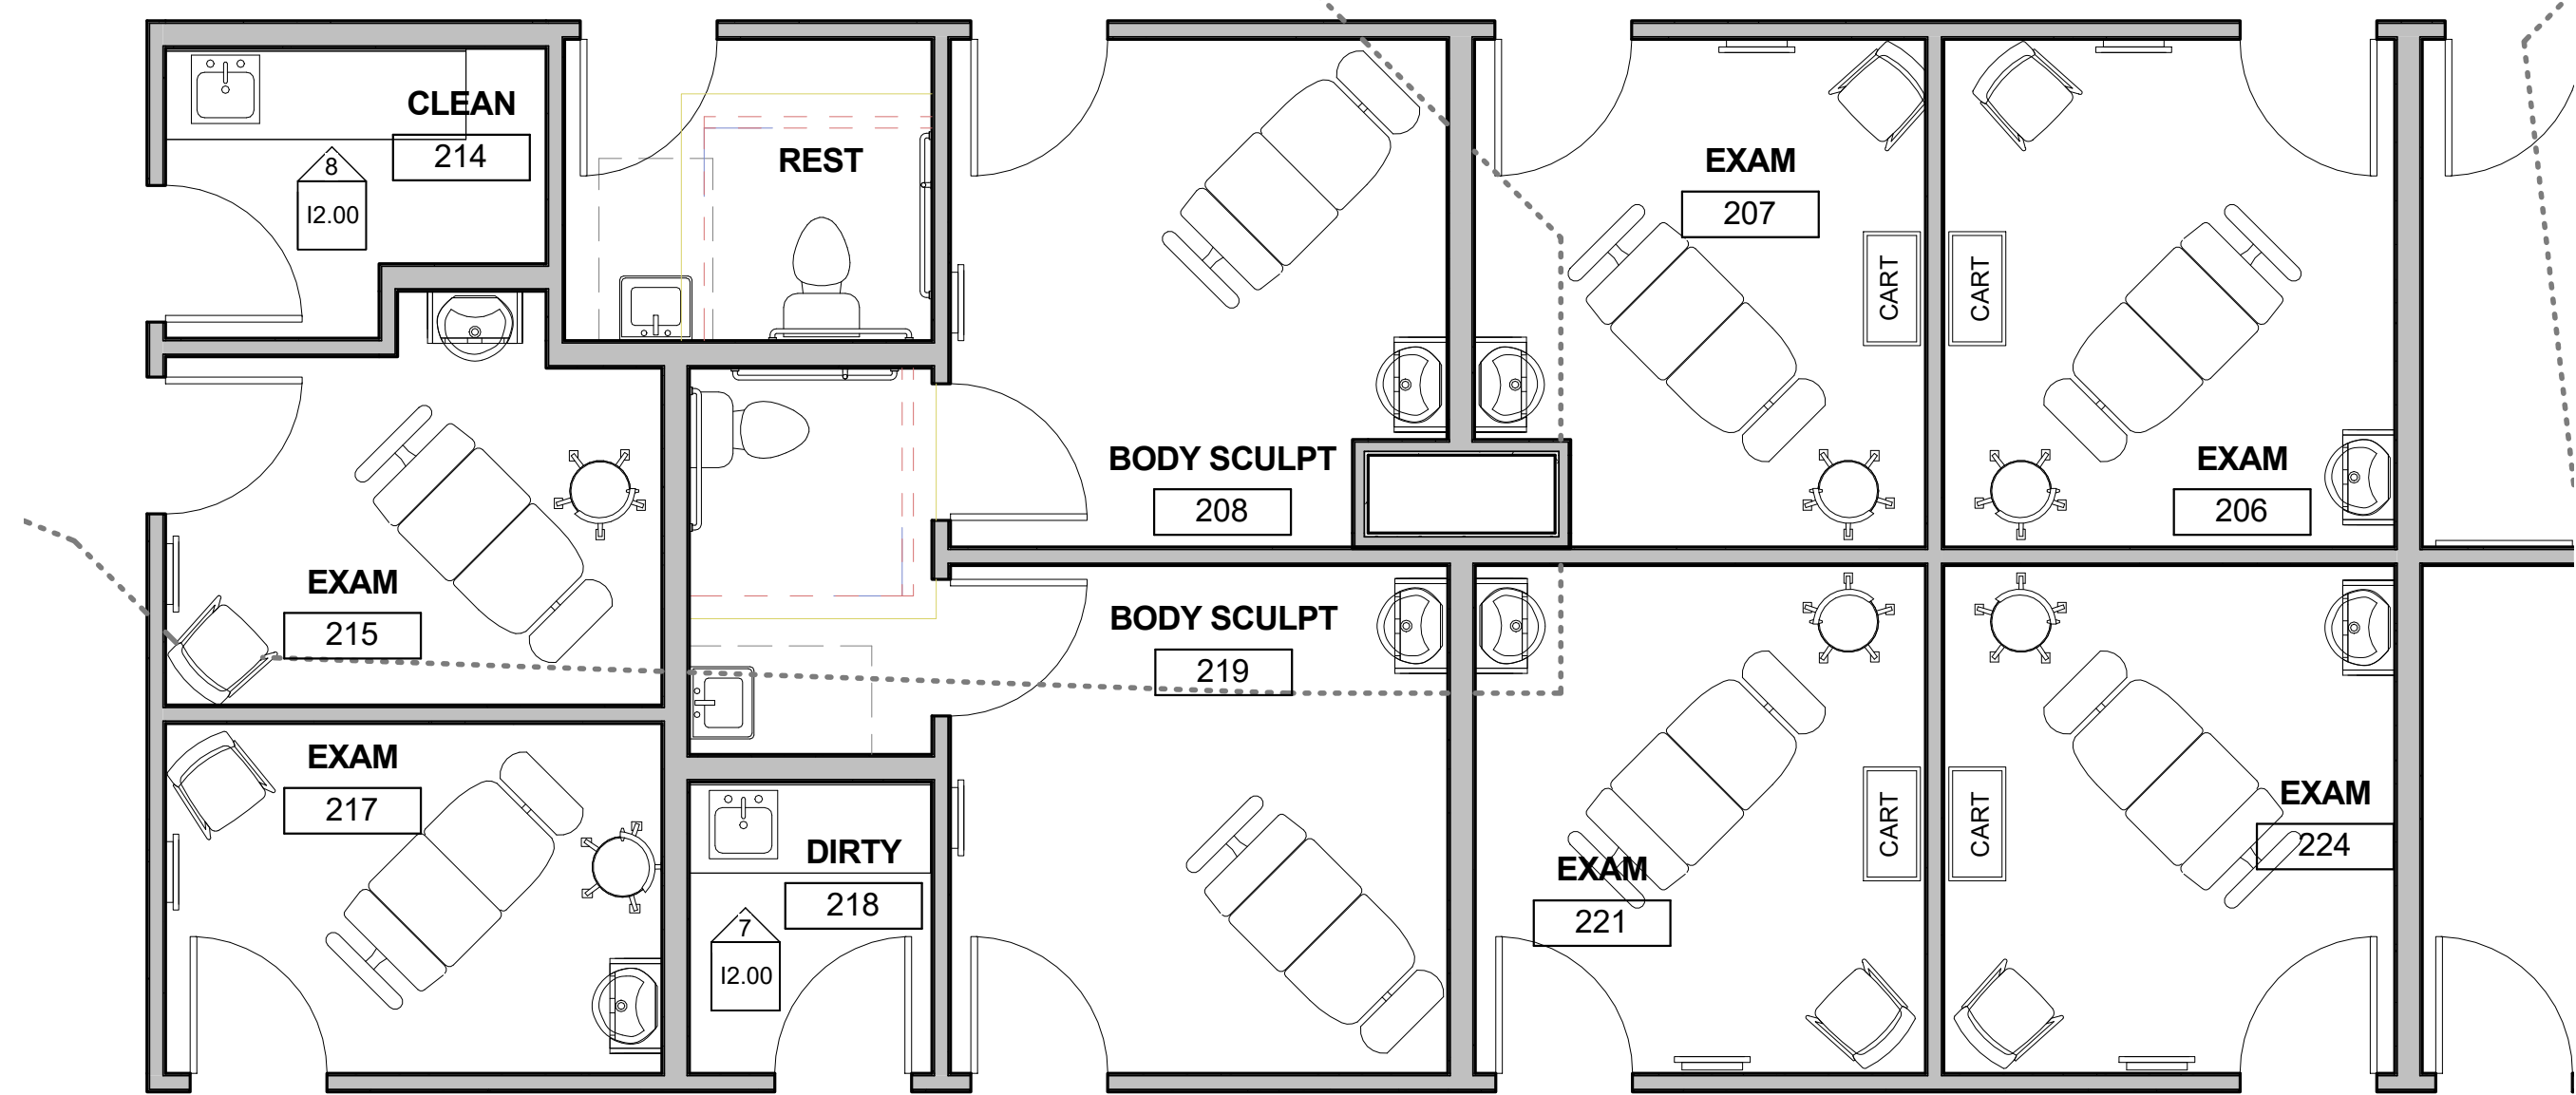 CLEAN
214
8
I2.00
REST
EXAM
207
CART
CART
BODY SCULPT
208
EXAM
206
EXAM
215
BODY SCULPT
219
EXAM
217
DIRTY
218
7
I2.00
EXAM
221
CART
CART
EXAM
224